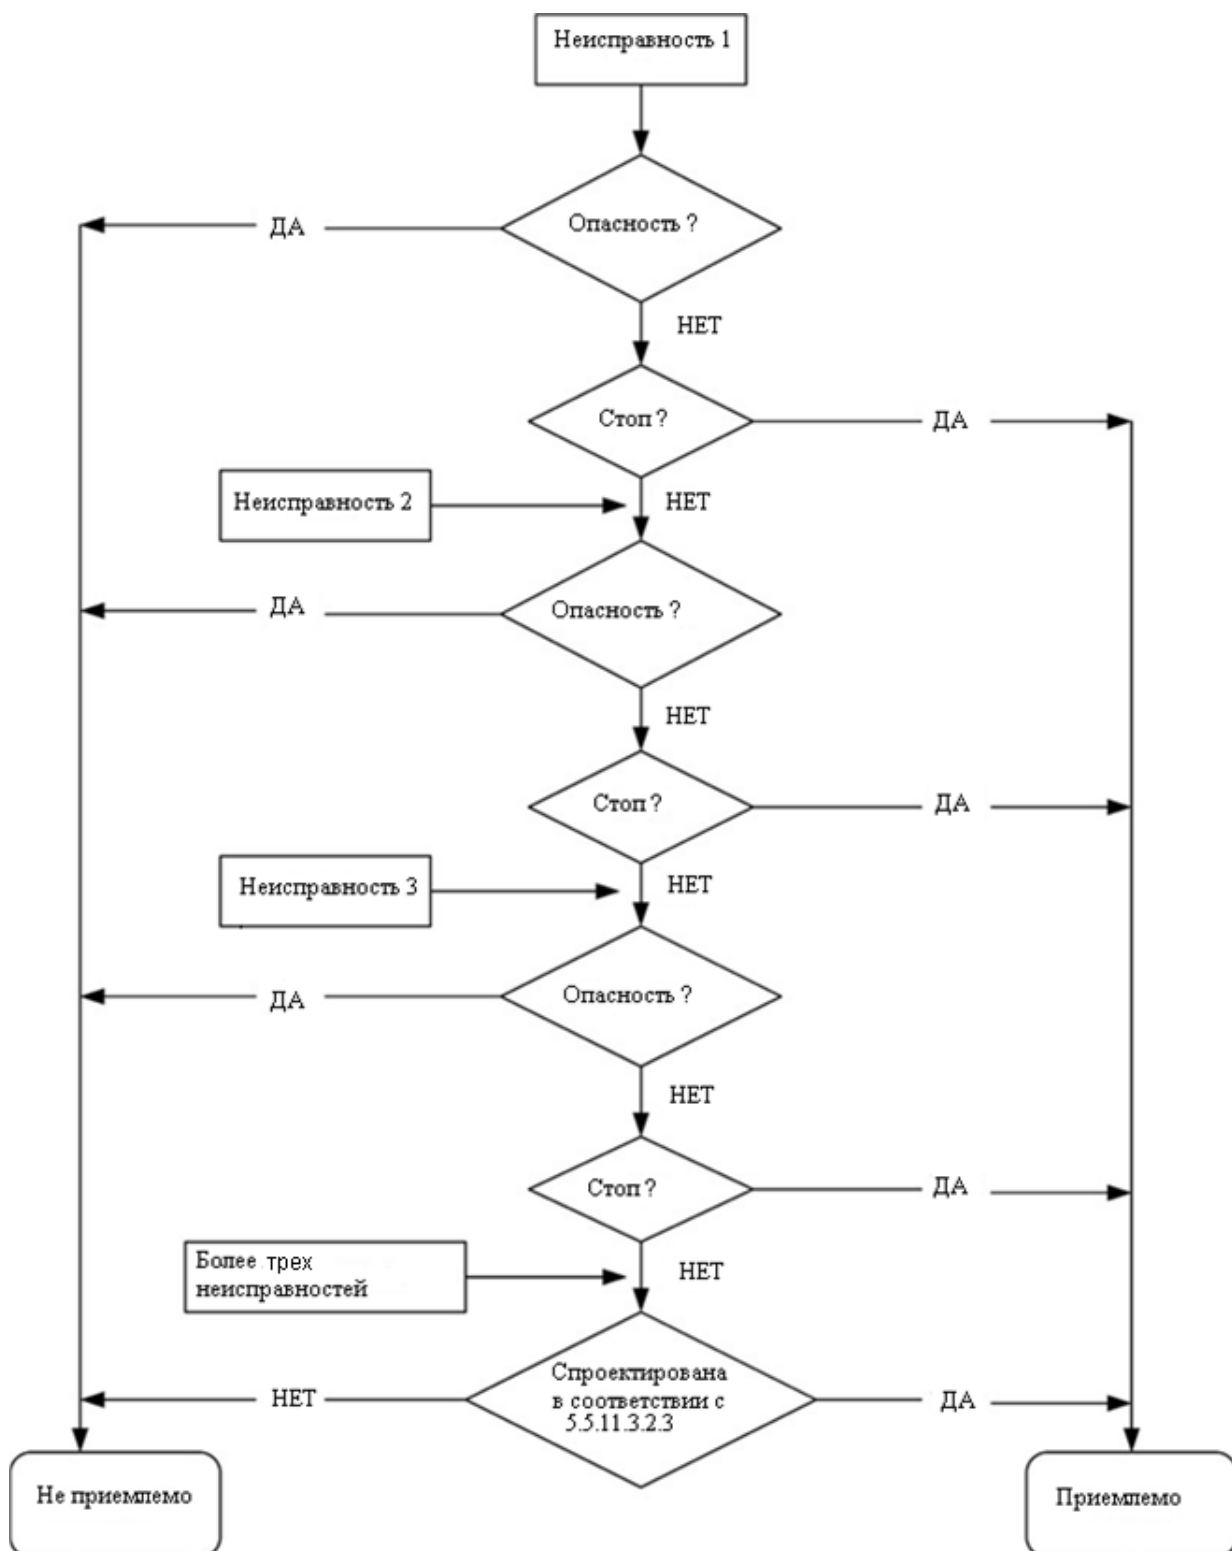 Неисправность 1
Опасность ?
ДА
НЕТ
Стоп ?
ДА
Неисправность 2
НЕТ
Опасность ?
ДА
НЕТ
Стоп ?
ДА
Неисправность 3
НЕТ
Опасность ?
ДА
НЕТ
Стоп ?
ДА
Более трех
неисправностей
НЕТ
Спроектирована
в соответствии с
5.5.11.3.2.3
НЕТ
ДА
Не приемлемо
Приемлемо